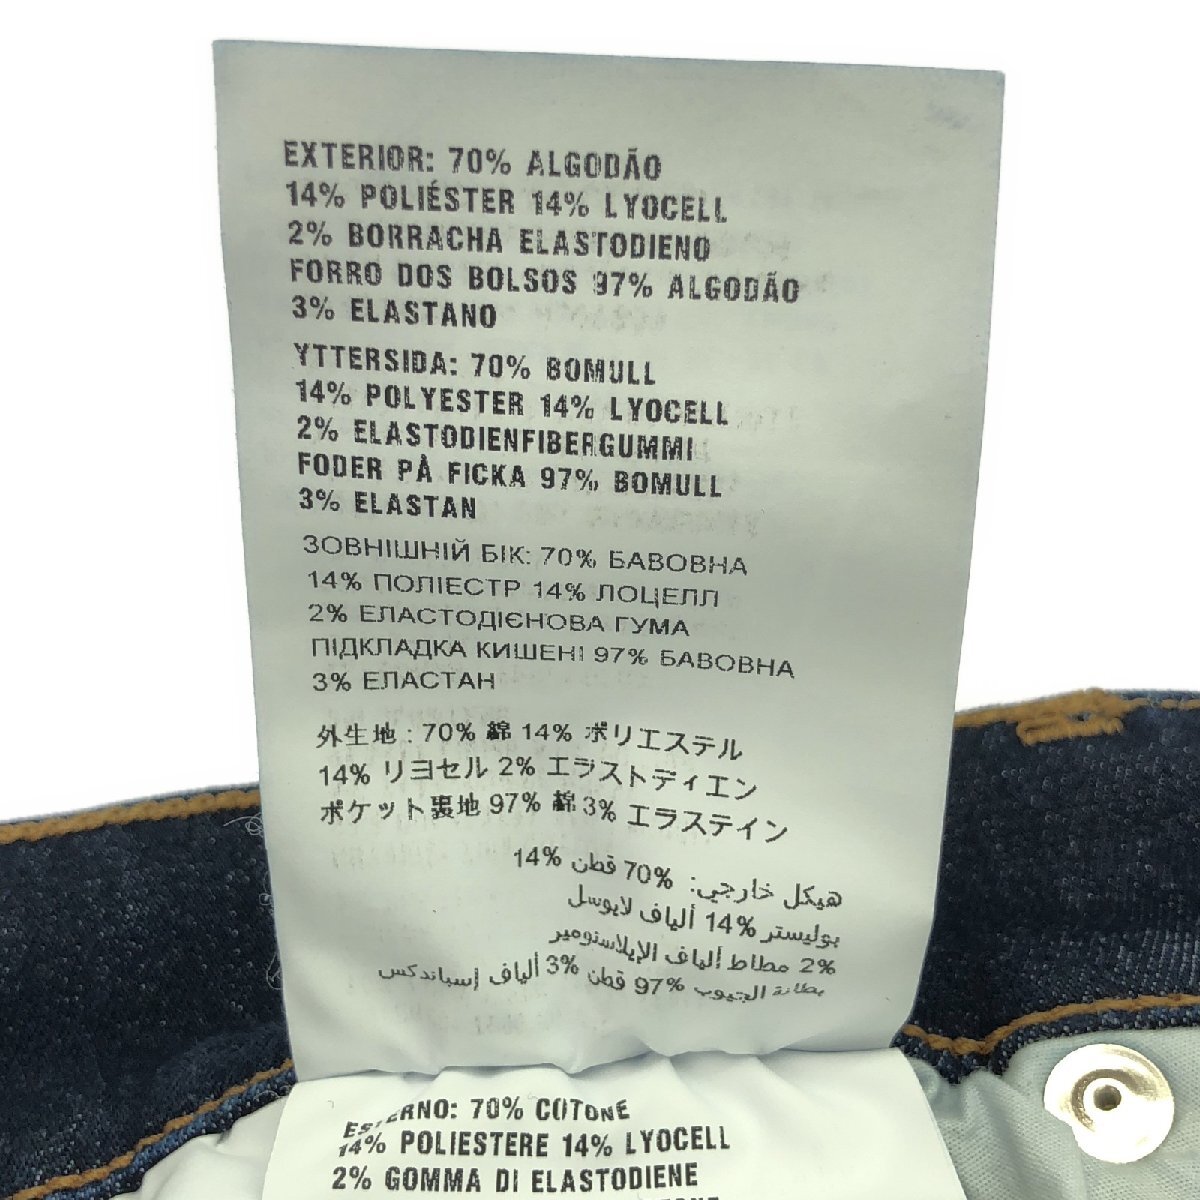 EXTERIOR: 70% ALGODÃO
14% POLIÉSTER 14% LYOCELL
2% BORRACHA ELASTODIENO
FORRO DOS BOLSOS 97% ALGODÃO
3% ELASTANO
YTTERSIDA: 70% BOMULL
14% POLYESTER 14% LYOCELL
2% ELASTODIENFIBERGUMMI
FODER PÅ FICKA 97% BOMULL
3% ELASTAN
ЗОВНІШНІЙ БІК: 70% БАВОВНА
14% ПОЛІЕСТР 14% ЛОЦЕЛЛ
2% ЕЛАСТОДІЄНОВА ГУМА
ПІДКЛАДКА КИШЕНІ 97% БАВОВНА
3% ЕЛАСТАН
外生地：70% 綿 14% ポリエステル
14% リヨセル 2% エラストディエン
ポケット裏地 97% 綿 3% エラステイン
هيكل خارجي: 70% قطن 14%
بوليستر 14% ألياف لايوسل
2% مطاط ألياف الإيلاستومير
بطانة الجيوب 97% قطن 3% ألياف إسباندكس
70% COTONE
14% POLIESTERE 14% LYOCELL
2% GOMMA DI ELASTODIENE